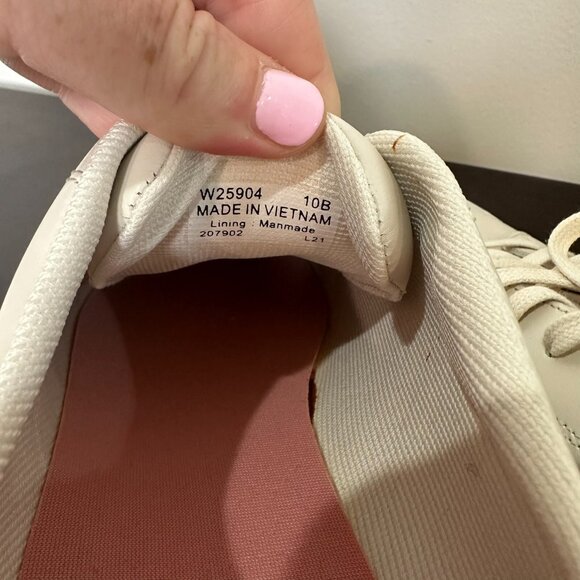 W25904 10B
MADE IN VIETNAM
Lining : Manmade
207902 L21